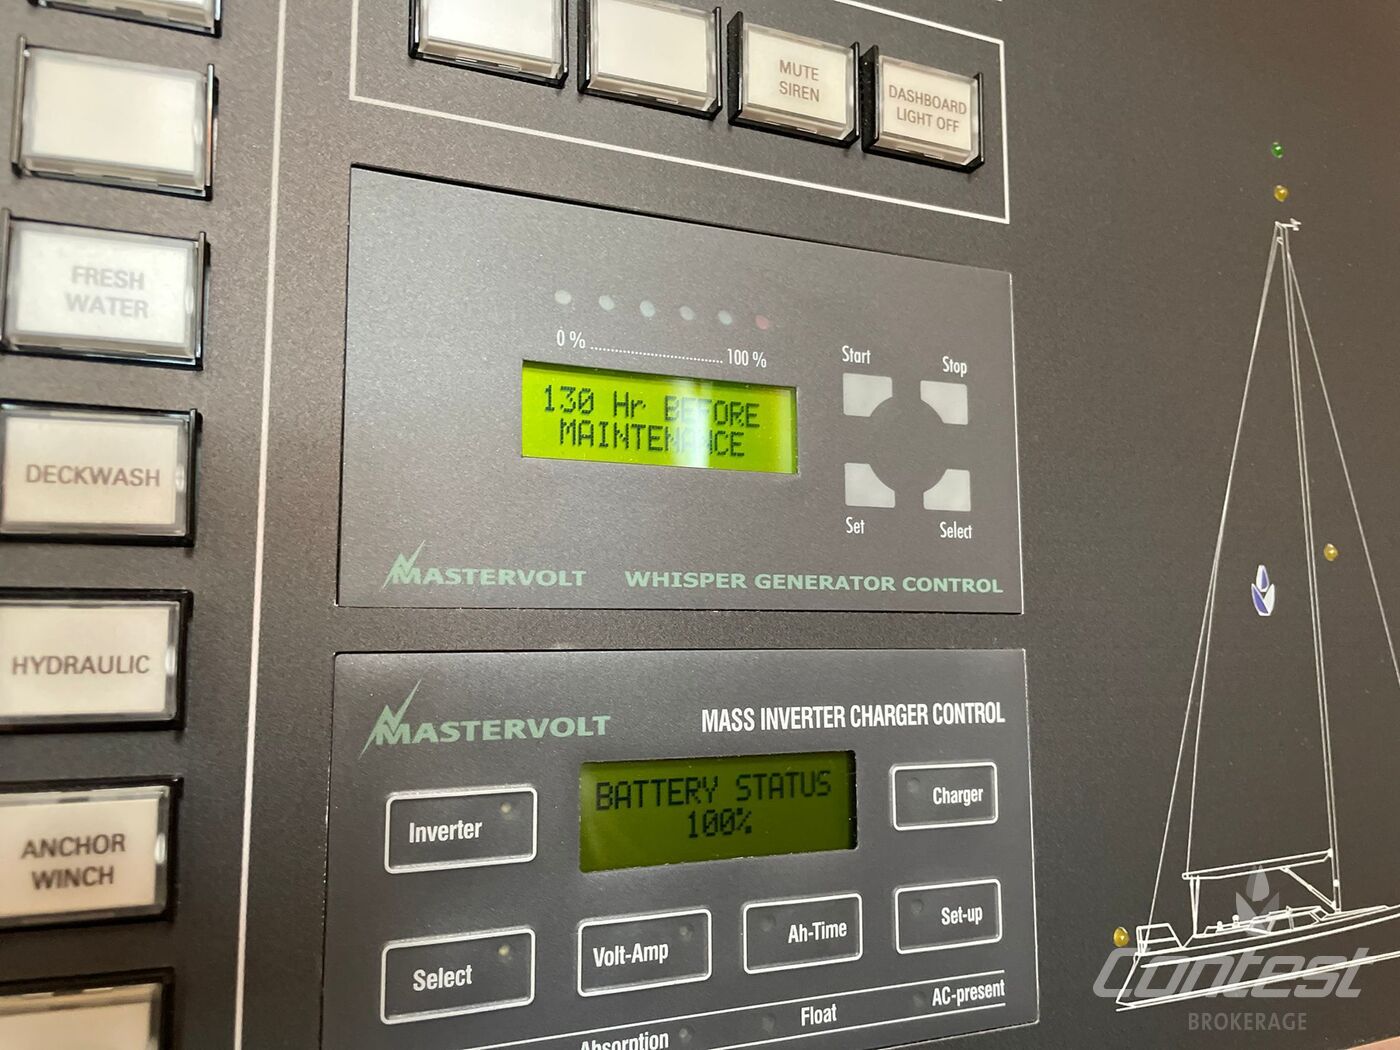 MUTE
SIREN
DASHBOARD
LIGHT OFF
FRESH
WATER
DECKWASH
HYDRAULIC
ANCHOR
WINCH
0 % 100 %
130 Hr BEFORE
MAINTENANCE
Start
Stop
Set
Select
MASTERVOLT
WHISPER GENERATOR CONTROL
MASTERVOLT
MASS INVERTER CHARGER CONTROL
BATTERY STATUS
100%
Inverter
Charger
Select
Volt-Amp
Ah-Time
Set-up
Absorption
Float
AC-present
Contest
BROKERAGE